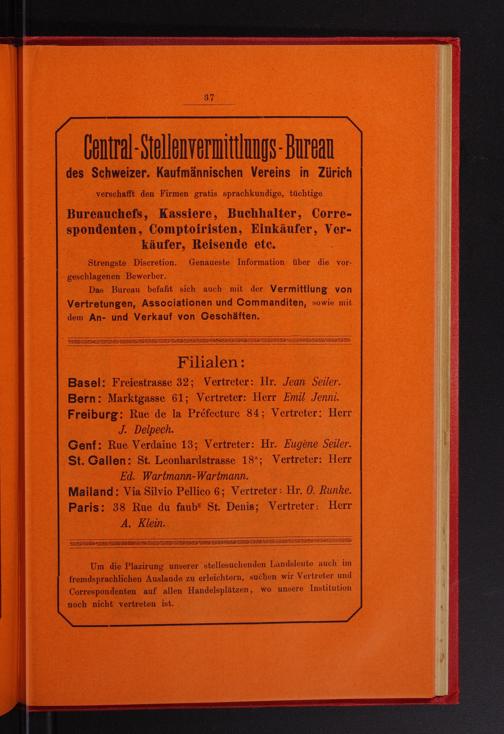 37
Central-Stellenvermittlungs-Bureau
des Schweizer. Kaufmännischen Vereins in Zürich
verschafft den Firmen gratis sprachkundige, tüchtige
Bureauchefs, Kassiere, Buchhalter, Corre-
spondenten, Comptoiristen, Einkäufer, Ver-
käufer, Reisende etc.
Strengste Discretion. Genaueste Information über die vor-
geschlagenen Bewerber.
Das Bureau befaßt sich auch mit der Vermittlung von
Vertretungen, Associationen und Commanditen, sowie mit
dem An- und Verkauf von Geschäften.
Filialen:
Basel: Freiestrasse 32; Vertreter: Hr. Jean Seiler.
Bern: Marktgasse 61; Vertreter: Herr Emil Jenni.
Freiburg: Rue de la Préfecture 84; Vertreter: Herr
J. Delpech.
Genf: Rue Verdaine 13; Vertreter: Hr. Eugène Seiler.
St. Gallen: St. Leonhardstrasse 18ᵃ; Vertreter: Herr
Ed. Wartmann-Wartmann.
Mailand: Via Silvio Pellico 6; Vertreter: Hr. O. Runke.
Paris: 38 Rue du faubᵍ St. Denis; Vertreter: Herr
A. Klein.
Um die Plazirung unserer stellesuchenden Landsleute auch im
fremdsprachlichen Auslande zu erleichtern, suchen wir Vertreter und
Correspondenten auf allen Handelsplätzen, wo unsere Institution
noch nicht vertreten ist.